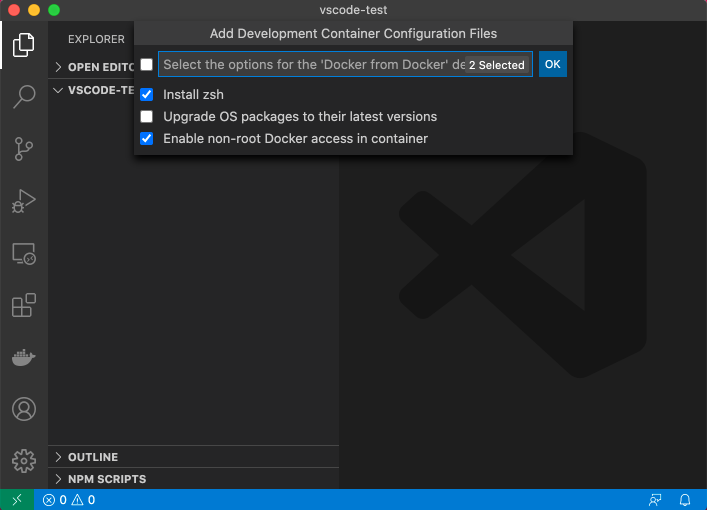 vscode-test
Add Development Container Configuration Files
EXPLORER
Select the options for the 'Docker from Docker' de
2 Selected
OK
OPEN EDITO
VSCODE-TE
Install zsh
Upgrade OS packages to their latest versions
Enable non-root Docker access in container
OUTLINE
NPM SCRIPTS
0 0